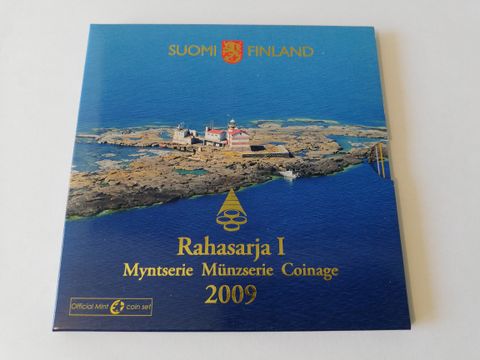 SUOMI FINLAND
Rahasarja I
Myntserie Münzserie Coinage
2009
Official Mint coin set